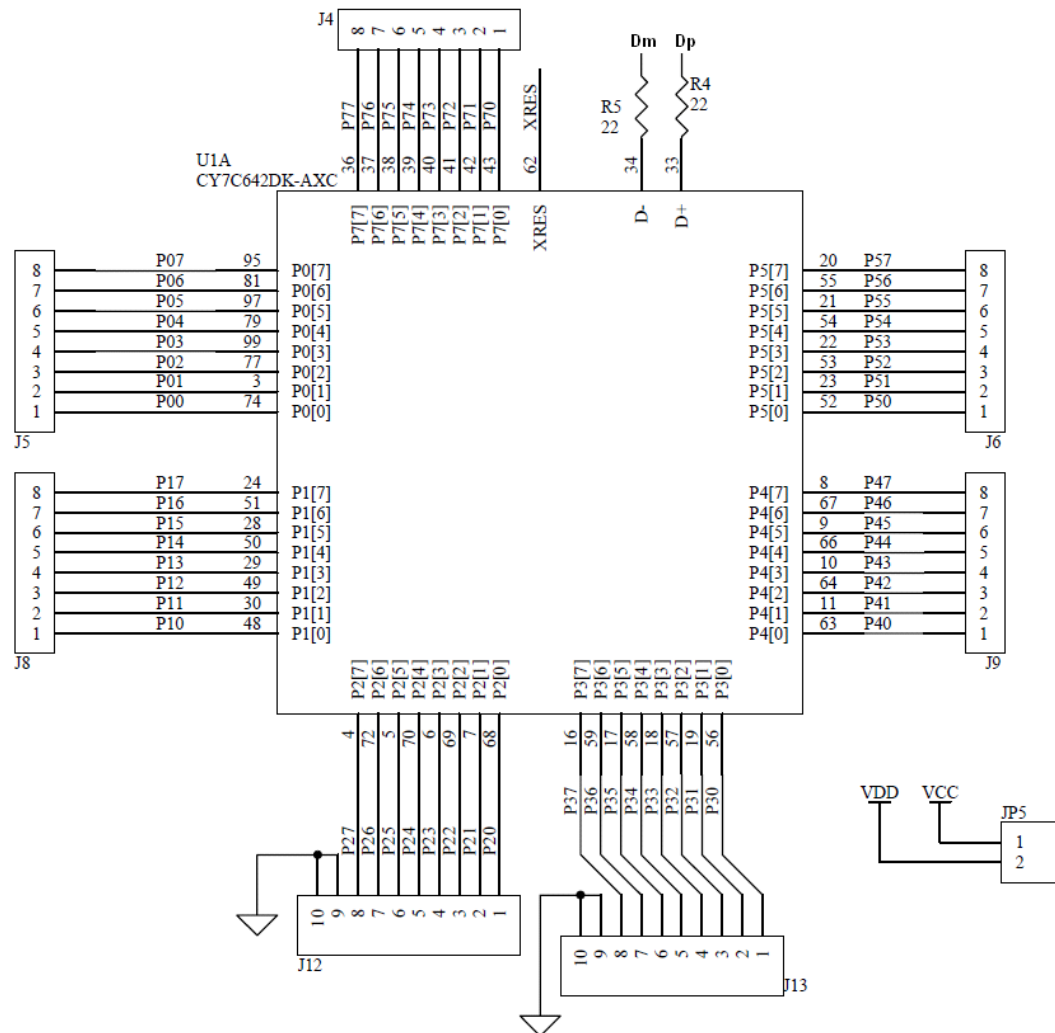 J4
8 7 6 5 4 3 2 1
Dm Dp
P77 P76 P75 P74 P73 P72 P71 P70 XRES
R5
22
R4
22
36 37 38 39 40 41 42 43 62 34 33
U1A
CY7C642DK-AXC
P7[7] P7[6] P7[5] P7[4] P7[3] P7[2] P7[1] P7[0] XRES D- D+
8 P07 95 P0[7] P5[7] 20 P57 8
7 P06 81 P0[6] P5[6] 55 P56 7
6 P05 97 P0[5] P5[5] 21 P55 6
5 P04 79 P0[4] P5[4] 54 P54 5
4 P03 99 P0[3] P5[3] 22 P53 4
3 P02 77 P0[2] P5[2] 53 P52 3
2 P01 3 P0[1] P5[1] 23 P51 2
1 P00 74 P0[0] P5[0] 52 P50 1
J5 J6
8 P17 24 P1[7] P4[7] 8 P47 8
7 P16 51 P1[6] P4[6] 67 P46 7
6 P15 28 P1[5] P4[5] 9 P45 6
5 P14 50 P1[4] P4[4] 66 P44 5
4 P13 29 P1[3] P4[3] 10 P43 4
3 P12 49 P1[2] P4[2] 64 P42 3
2 P11 30 P1[1] P4[1] 11 P41 2
1 P10 48 P1[0] P4[0] 63 P40 1
J8 J9
P2[7] P2[6] P2[5] P2[4] P2[3] P2[2] P2[1] P2[0] P3[7] P3[6] P3[5] P3[4] P3[3] P3[2] P3[1] P3[0]
4 72 5 70 6 69 7 68 16 59 17 58 18 57 19 56
P37 P36 P35 P34 P33 P32 P31 P30
VDD VCC
JP5
1
2
P27 P26 P25 P24 P23 P22 P21 P20
10 9 8 7 6 5 4 3 2 1
J12
10 9 8 7 6 5 4 3 2 1
J13